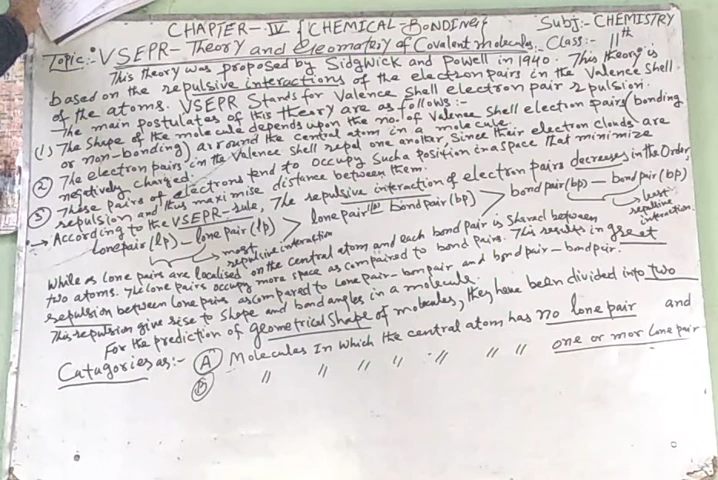 CHAPTER-IV {CHEMICAL-BONDING} Subj:- CHEMISTRY
Topic:- VSEPR-Theory and Geomatery of Covalent molecules. Class:- 11th
This theory was proposed by Sidgwick and Powell in 1940. This theory is
based on the repulsive interactions of the electron pairs in the Valence Shell
of the atoms. VSEPR Stands for Valence Shell electron pair repulsion.
The main postulates of this theory are as follows:-
(1) The Shape of the molecule depends upon the no. of Valence Shell electron pairs (bonding
or non-bonding) around the central atom in a molecule.
(2) The electron pairs in the Valence Shell repel one another, Since their electron clouds are
negatively charged.
(3) These pairs of electrons tend to occupy Such a position in a space that minimize
repulsion and thus maximise distance between them.
→ According to the VSEPR-rule, The repulsive interaction of electron pairs decreases in the Order,
Lone pair (lp) - lone pair (lp) > lone pair (lp) bond pair (bp) > bond pair (bp) - bond pair (bp)
most repulsive interaction
least repulsive interaction.
While as lone pairs are localised on the central atom and each bond pair is Shared between
two atoms. The lone pairs occupy more space as compared to bond pairs. This results in great
repulsion between lone pairs as compared to lone pair-bon pair and bond pair-bond pair.
This repulsion give rise to Shape and bond angles in a molecule.
For the prediction of geometrical Shape of molecules, they have been divided into two
Catagories as:- (A) Molecules In which the central atom has no lone pair and
(B) " " " " " " " one or mor lone pair